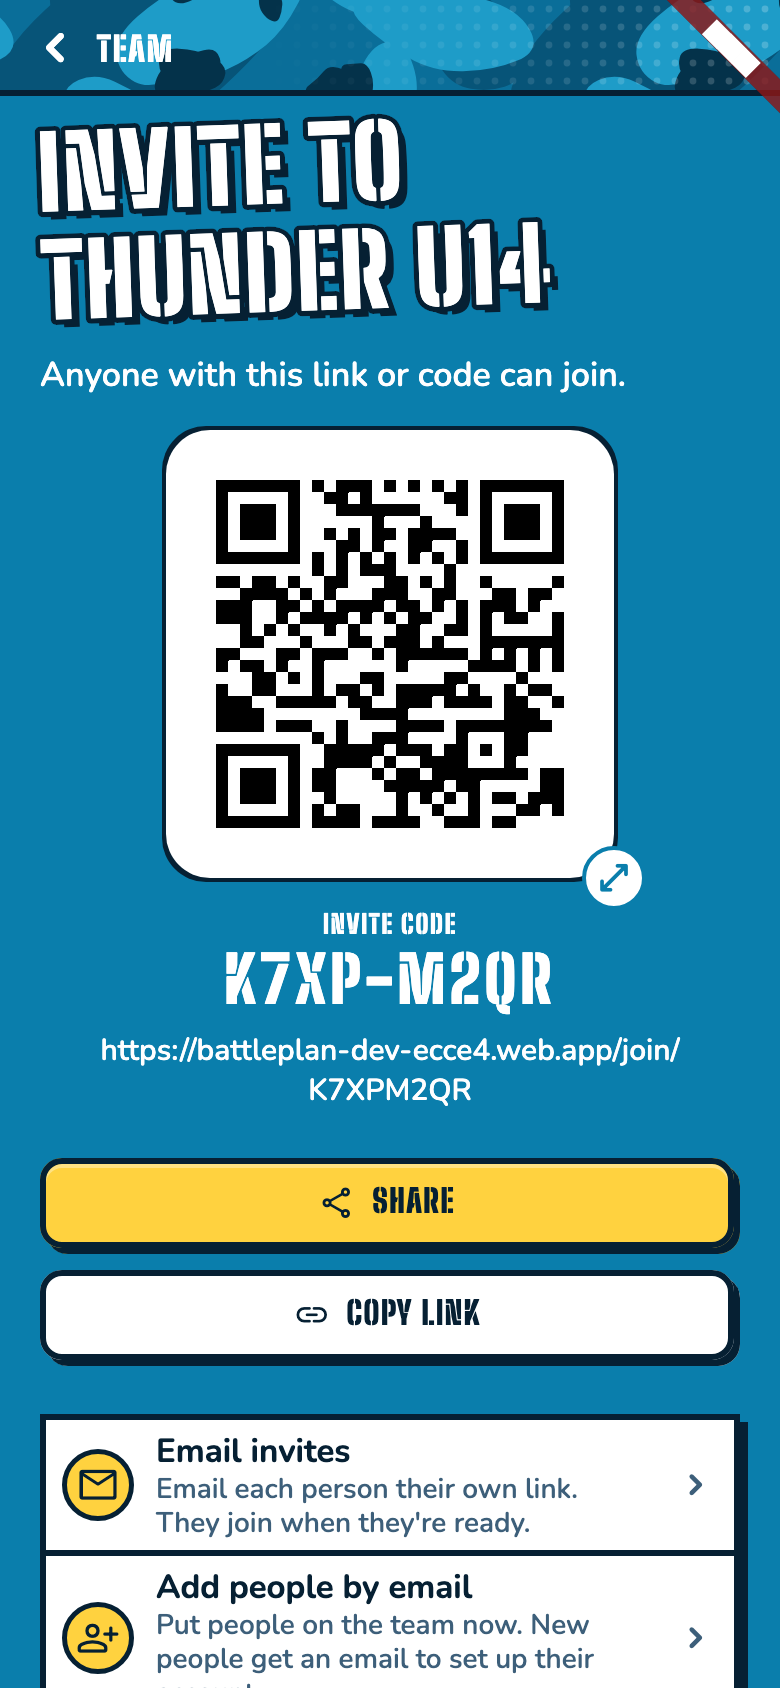 TEAM
INVITE TO
THUNDER U14
Anyone with this link or code can join.
INVITE CODE
K7XP-M2QR
https://battleplan-dev-ecce4.web.app/join/
K7XPM2QR
SHARE
COPY LINK
Email invites
Email each person their own link.
They join when they're ready.
Add people by email
Put people on the team now. New
people get an email to set up their